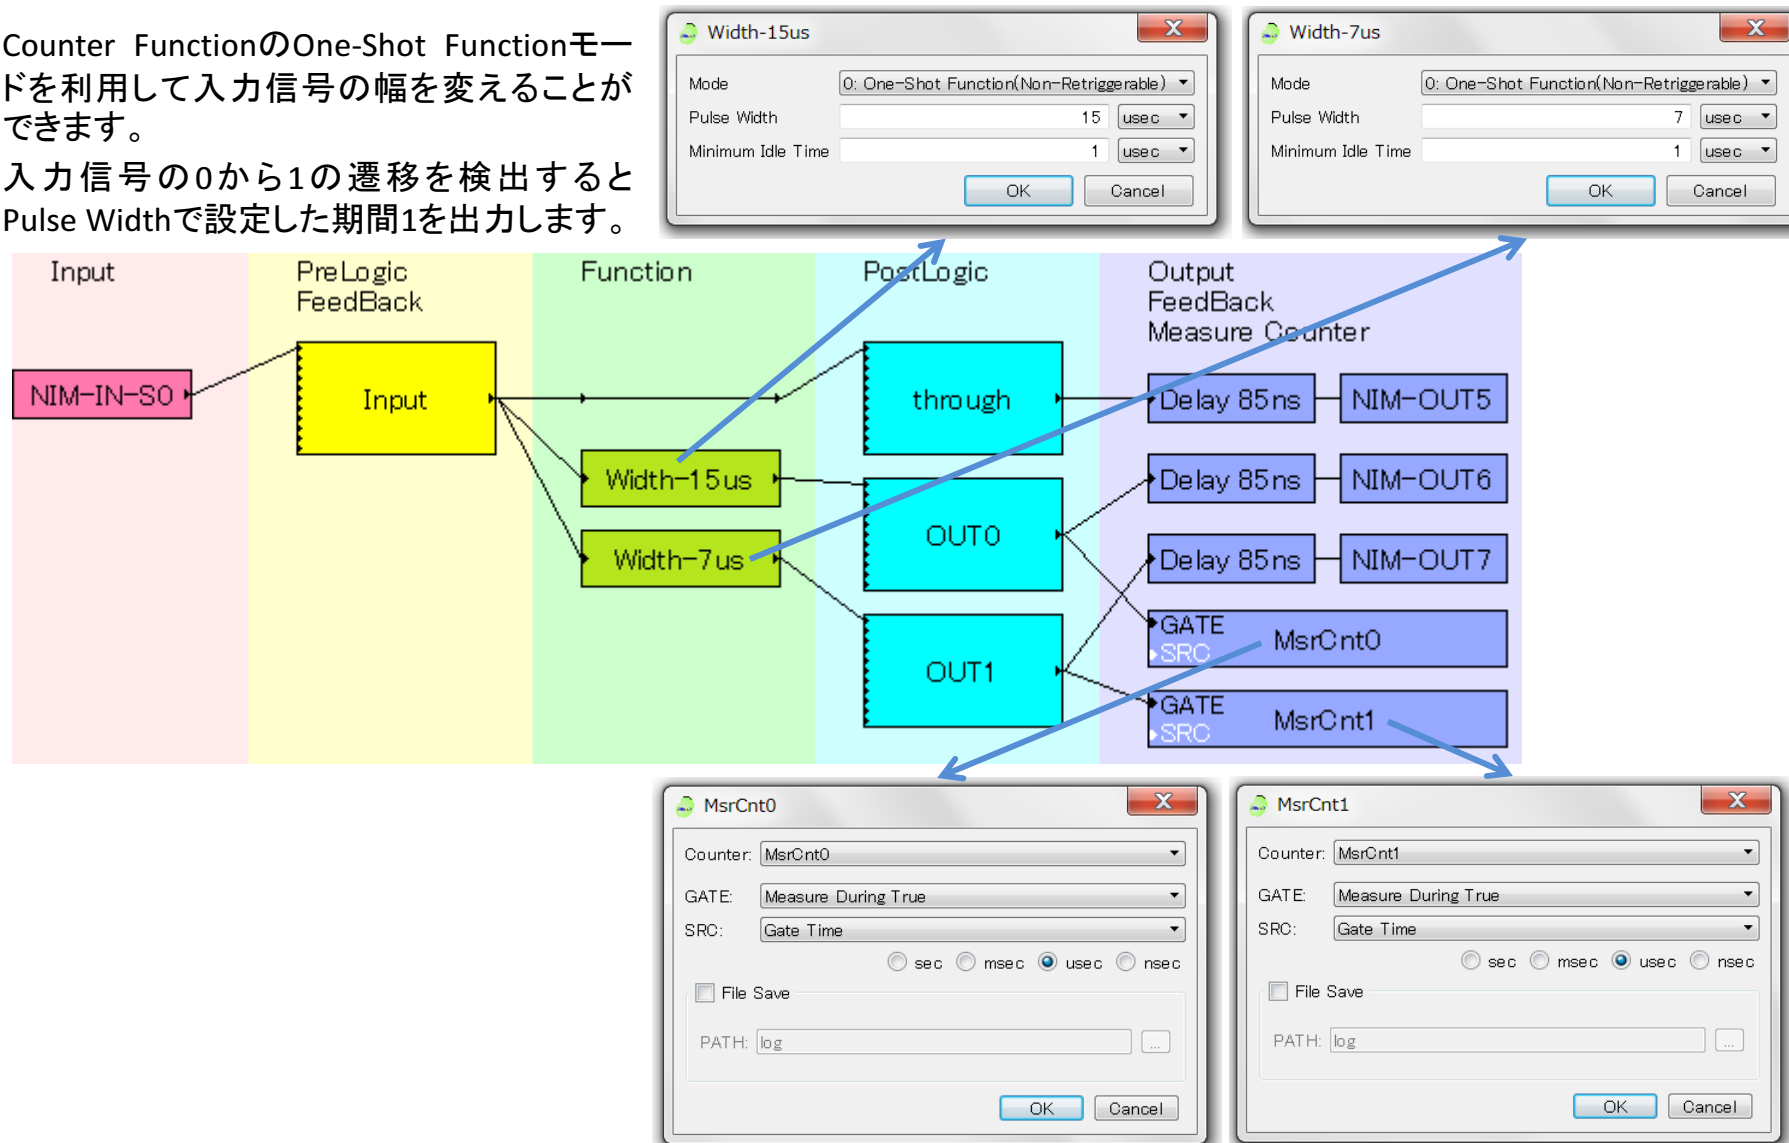 Counter FunctionのOne-Shot Functionモー
ドを利用して入力信号の幅を変えることが
できます。
入力信号の0から1の遷移を検出すると
Pulse Widthで設定した期間1を出力します。
Width-15us
Mode 0: One-Shot Function(Non-Retriggerable)
Pulse Width 15 usec
Minimum Idle Time 1 usec
OK Cancel
Width-7us
Mode 0: One-Shot Function(Non-Retriggerable)
Pulse Width 7 usec
Minimum Idle Time 1 usec
OK Cancel
Input
PreLogic
FeedBack
Function
PostLogic
Output
FeedBack
Measure Counter
NIM-IN-S0
Input
through
Delay 85ns
NIM-OUT5
Width-15us
Delay 85ns
NIM-OUT6
OUT0
Width-7us
Delay 85ns
NIM-OUT7
GATE
SRC
MsrCnt0
OUT1
GATE
SRC
MsrCnt1
MsrCnt0
Counter: MsrCnt0
GATE: Measure During True
SRC: Gate Time
sec msec usec nsec
File Save
PATH: log ...
OK Cancel
MsrCnt1
Counter: MsrCnt1
GATE: Measure During True
SRC: Gate Time
sec msec usec nsec
File Save
PATH: log ...
OK Cancel